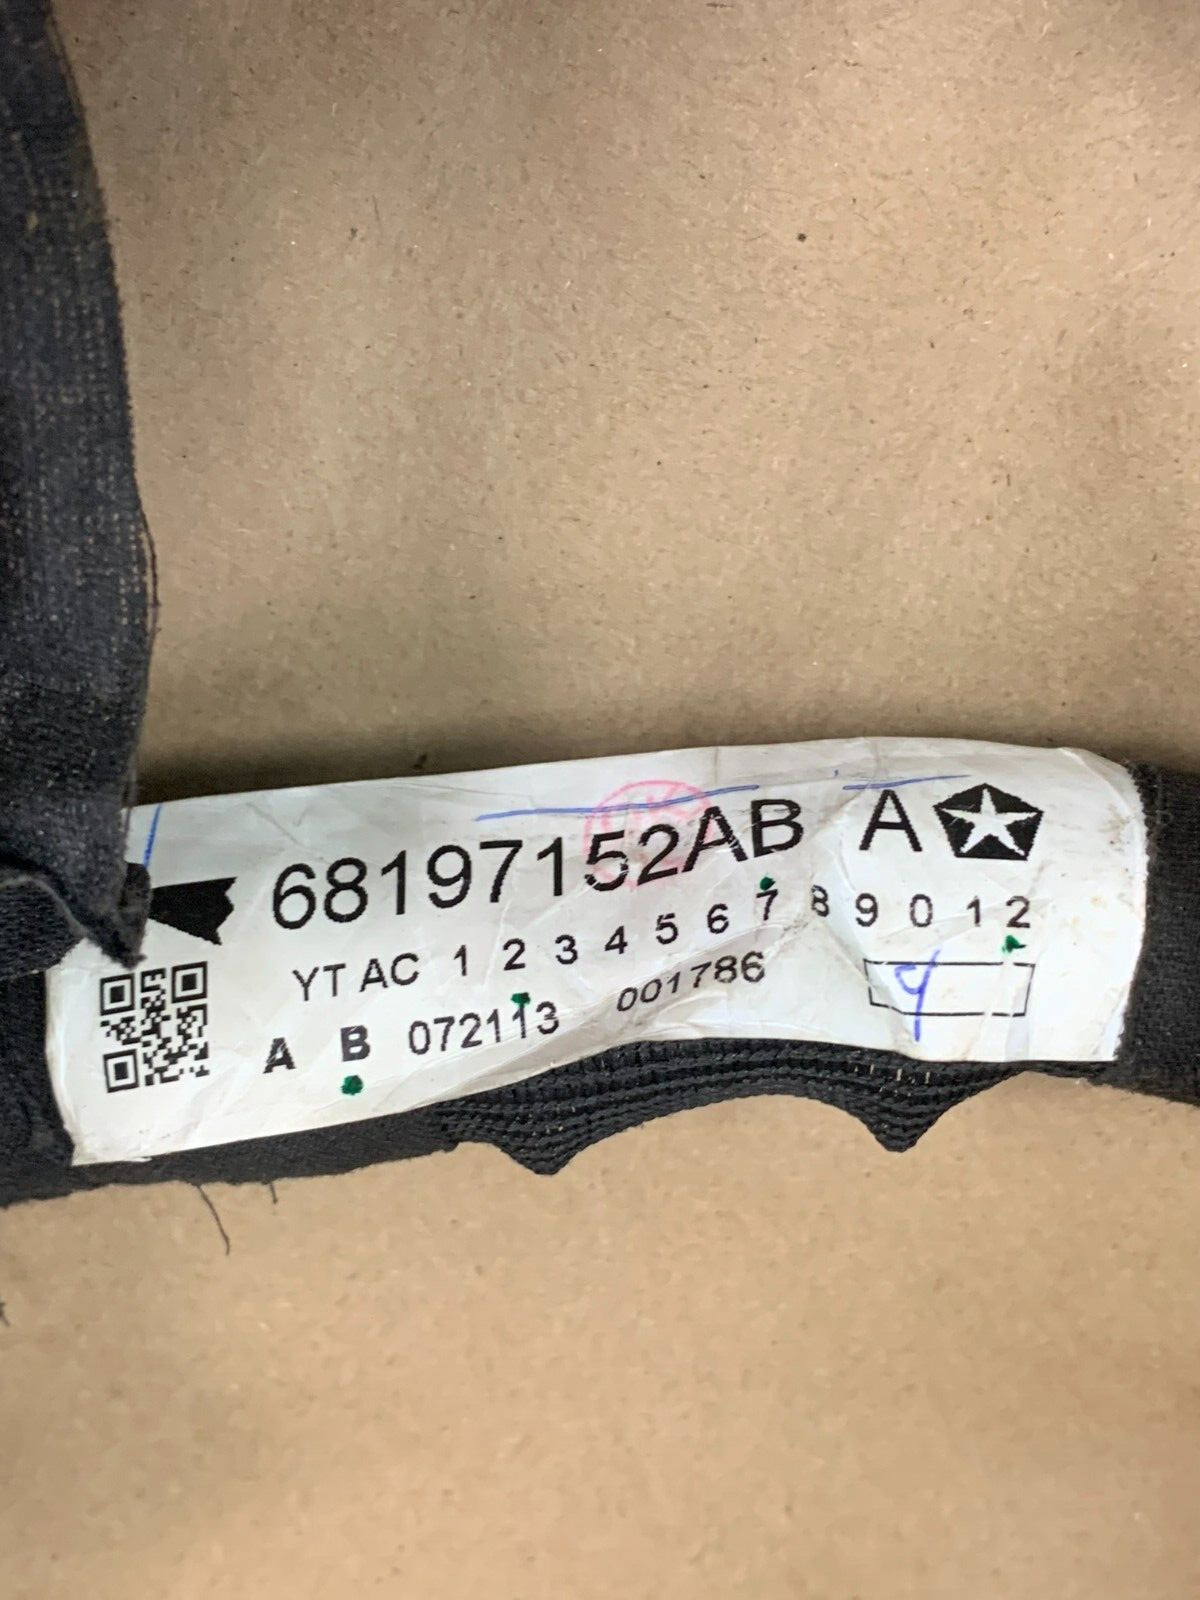 68197152AB A
YT AC 1 2 3 4 5 6 7 8 9 0 1 2
A B 072113 001786